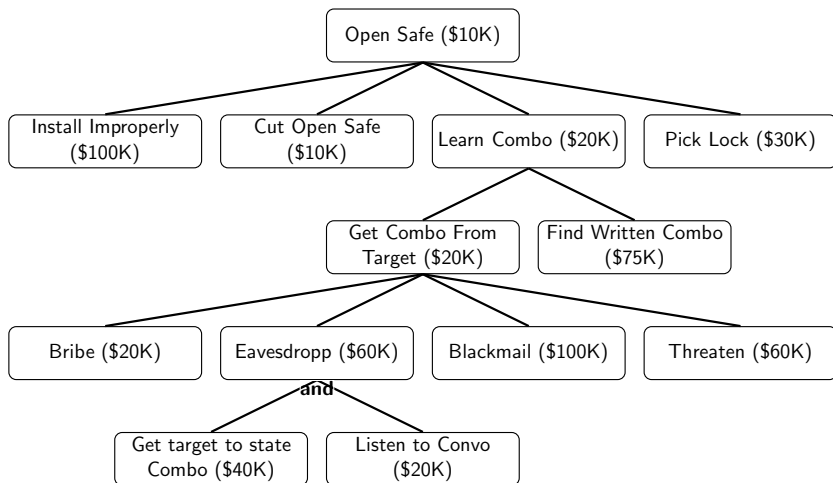 Open Safe ($10K)
Install Improperly
($100K)
Cut Open Safe
($10K)
Learn Combo ($20K)
Pick Lock ($30K)
Get Combo From
Target ($20K)
Find Written Combo
($75K)
Bribe ($20K)
Eavesdropp ($60K)
Blackmail ($100K)
Threaten ($60K)
and
Get target to state
Combo ($40K)
Listen to Convo
($20K)